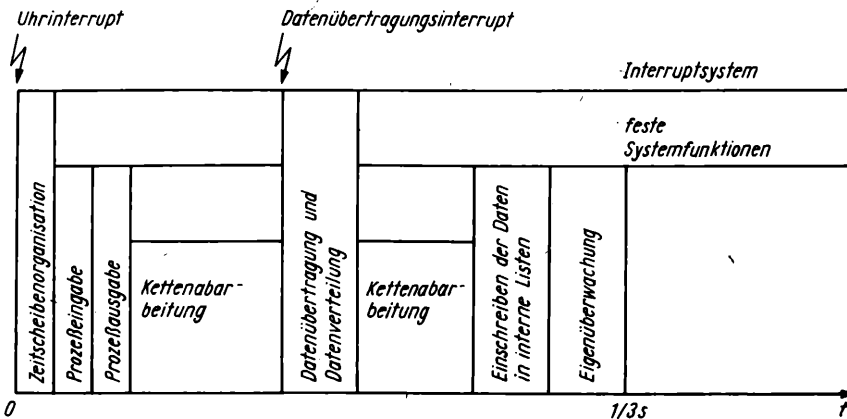 Uhrinterrupt
Datenübertragungsinterrupt
Interruptsystem
feste
Systemfunktionen
Zeitscheibenorganisation
Prozeßeingabe
Prozeßausgabe
Kettenabar-
beitung
Datenübertragung und
Datenverteilung
Kettenabar-
beitung
Einschreiben der Daten
in interne Listen
Eigenüberwachung
0
1/3s
t